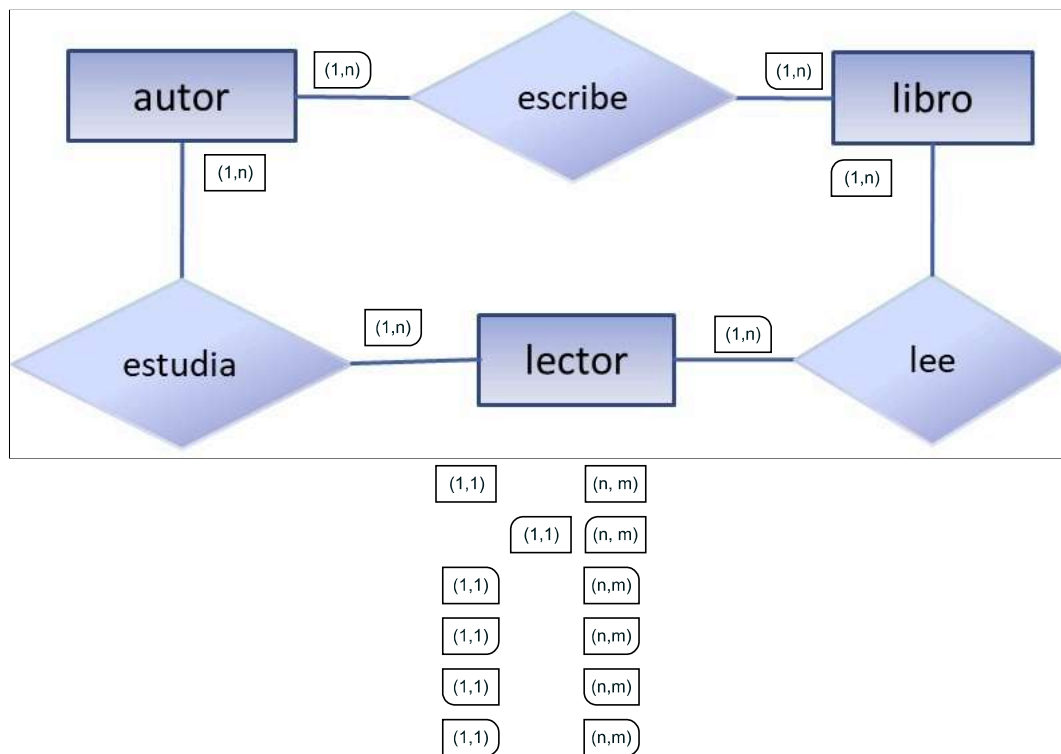 autor (1,n) escribe (1,n) libro
(1,n) (1,n)
estudia (1,n) lector (1,n) lee
(1,1) (n, m)
(1,1) (n, m)
(1,1) (n,m)
(1,1) (n,m)
(1,1) (n,m)
(1,1) (n,m)